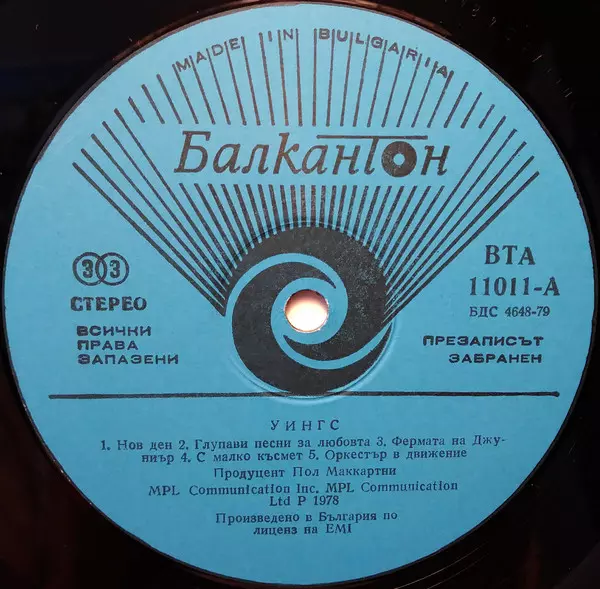 MADE IN BULGARIA
Балкантон
33
СТЕРЕО
ВСИЧКИ
ПРАВА
ЗАПАЗЕНИ
ВТА
11011-А
БДС 4648-79
ПРЕЗАПИСЪТ
ЗАБРАНЕН
УИНГС
1. Нов ден 2. Глупави песни за любовта 3. Фермата на Джу-
ниър 4. С малко късмет 5. Оркестър в движение
Продуцент Пол Маккартни
MPL Communication Inc. MPL Communication
Ltd P 1978
Произведено в България по
лиценз на EMI